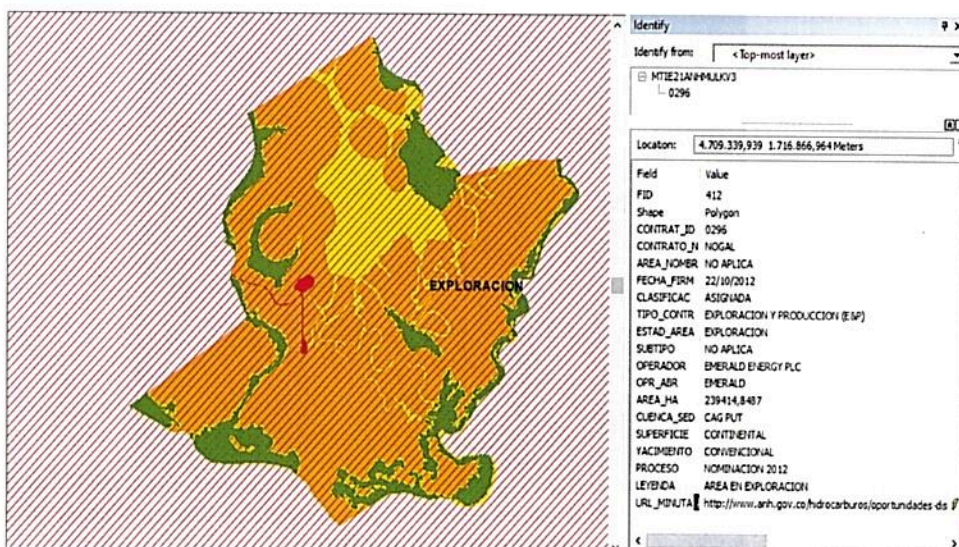 EXPLORACION
Identify
Identify from: <Top-most layer>
MTIE21ANHMULKV3
0296
Location: 4.709.339,939 1.716.866,964 Meters
Field Value
FID 412
Shape Polygon
CONTRAT_ID 0296
CONTRATO_N NOGAL
AREA_NOMBR NO APLICA
FECHA_FIRM 22/10/2012
CLASIFICAC ASIGNADA
TIPO_CONTR EXPLORACION Y PRODUCCION (E&P)
ESTAD_AREA EXPLORACION
SUBTIPO NO APLICA
OPERADOR EMERALD ENERGY PLC
OPR_ABR EMERALD
AREA_HA 239414,8487
CUENCA_SED CAG PUT
SUPERFICIE CONTINENTAL
YACIMIENTO CONVENCIONAL
PROCESO NOMINACION 2012
LEYENDA AREA EN EXPLORACION
URL_MINUTA http://www.anh.gov.co/hidrocarburos/oportunidades-dis